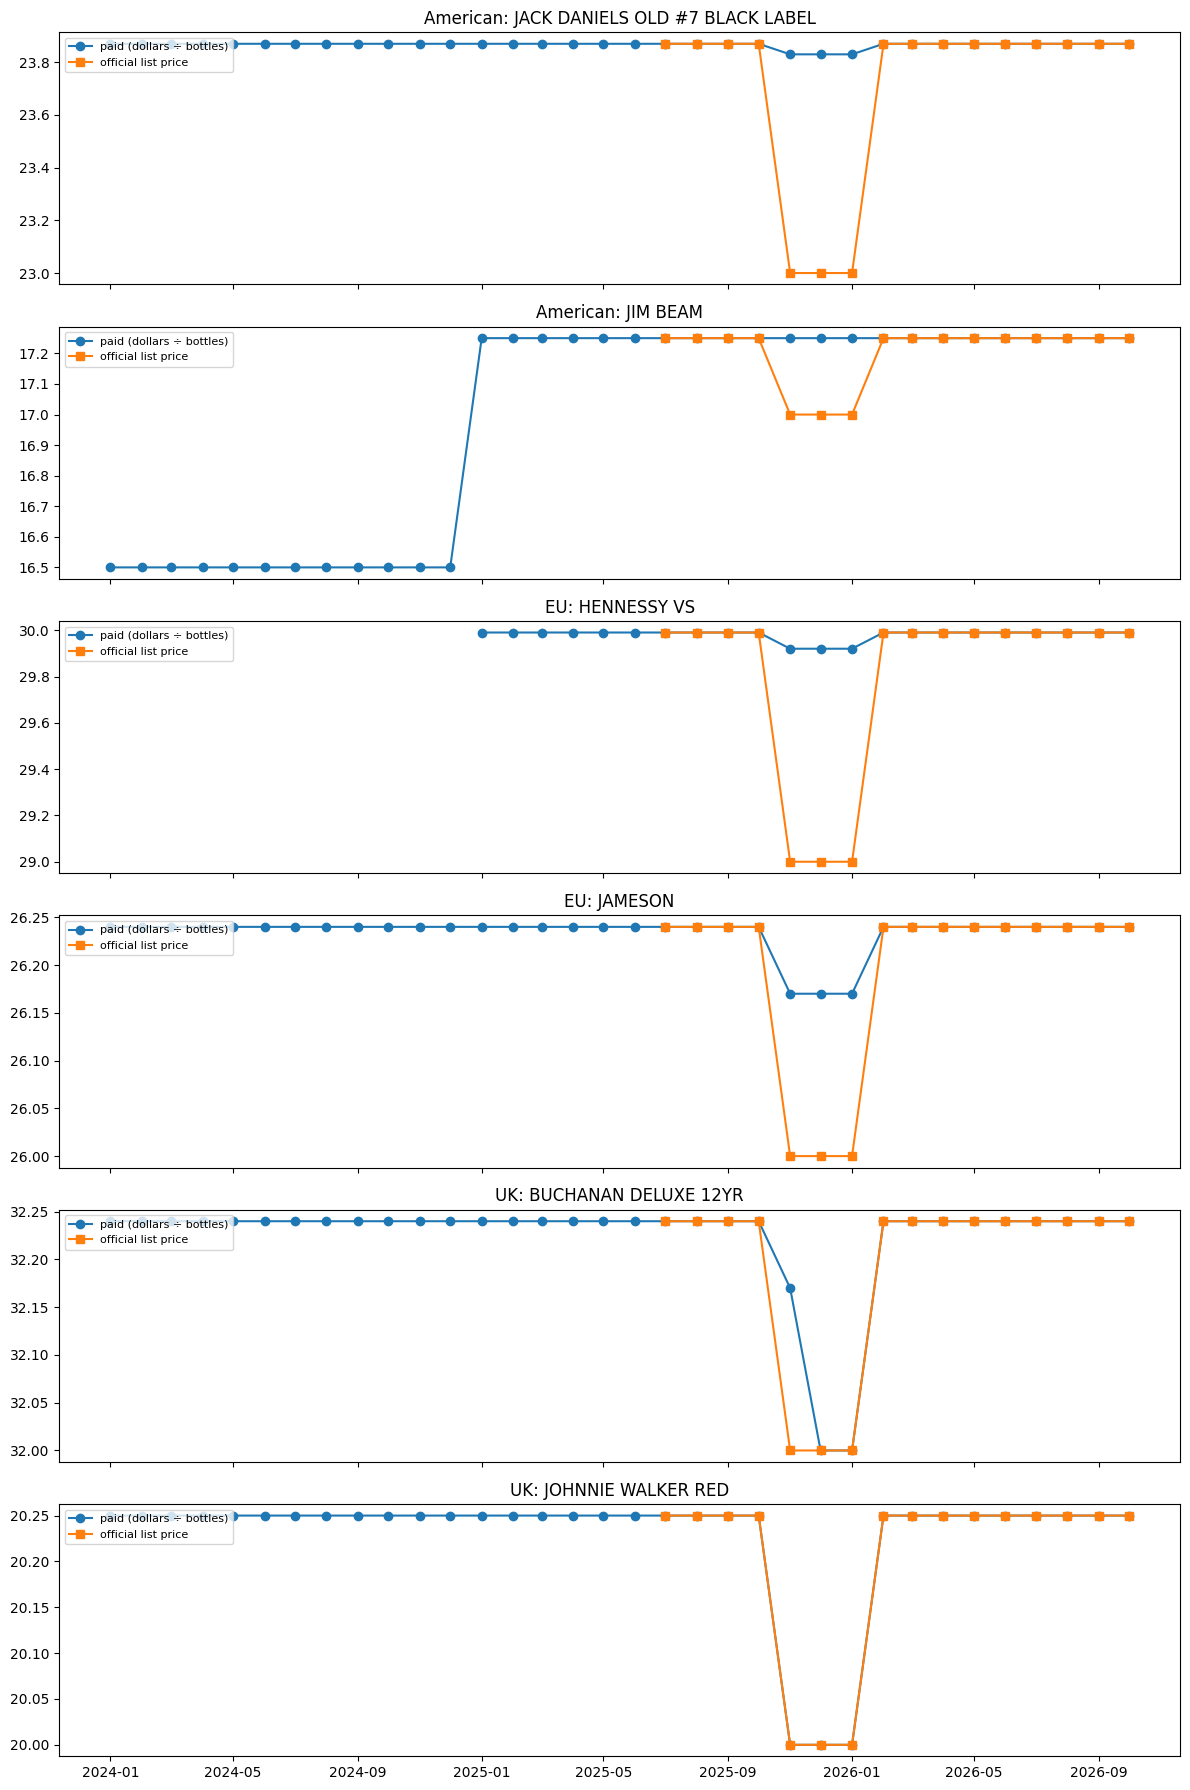 American: JACK DANIELS OLD #7 BLACK LABEL
paid (dollars ÷ bottles)
official list price
23.8
23.6
23.4
23.2
23.0
American: JIM BEAM
paid (dollars ÷ bottles)
official list price
17.2
17.1
17.0
16.9
16.8
16.7
16.6
16.5
EU: HENNESSY VS
paid (dollars ÷ bottles)
official list price
30.0
29.8
29.6
29.4
29.2
29.0
EU: JAMESON
paid (dollars ÷ bottles)
official list price
26.25
26.20
26.15
26.10
26.05
26.00
UK: BUCHANAN DELUXE 12YR
paid (dollars ÷ bottles)
official list price
32.25
32.20
32.15
32.10
32.05
32.00
UK: JOHNNIE WALKER RED
paid (dollars ÷ bottles)
official list price
20.25
20.20
20.15
20.10
20.05
20.00
2024-01 2024-05 2024-09 2025-01 2025-05 2025-09 2026-01 2026-05 2026-09